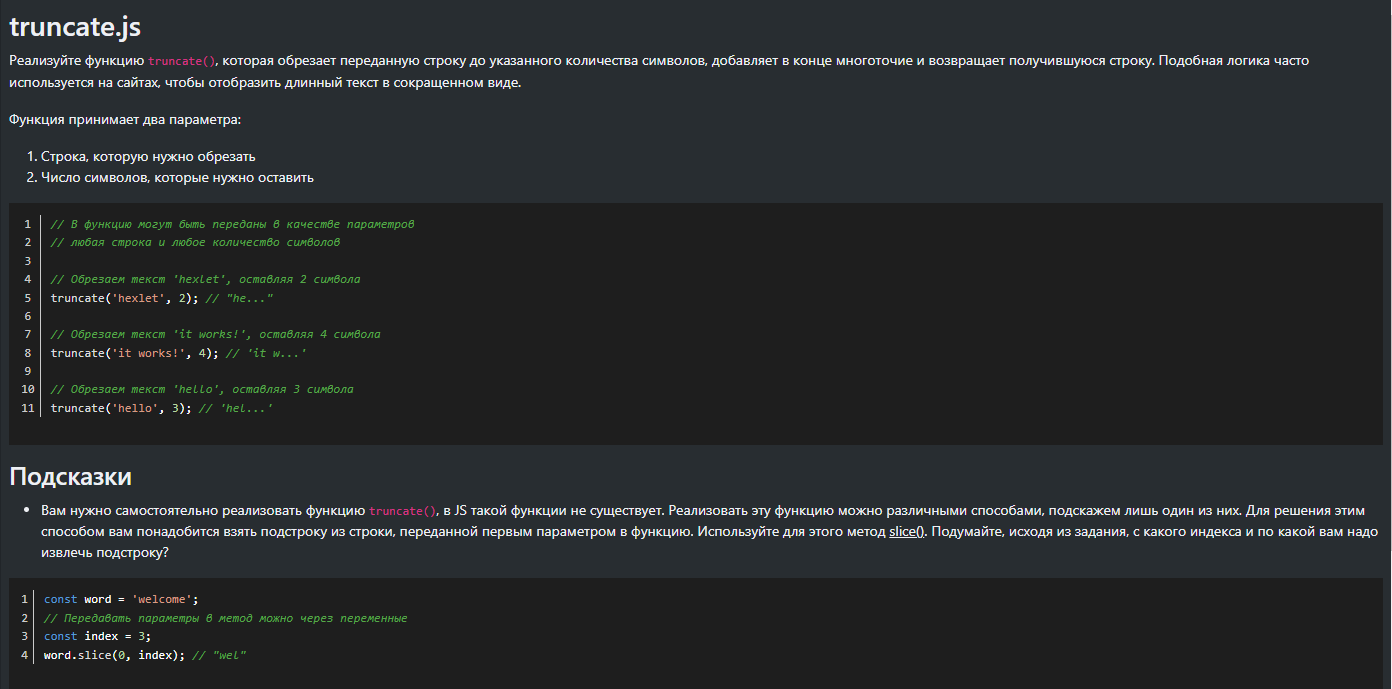 truncate.js
Реализуйте функцию truncate(), которая обрезает переданную строку до указанного количества символов, добавляет в конце многоточие и возвращает получившуюся строку. Подобная логика часто
используется на сайтах, чтобы отобразить длинный текст в сокращенном виде.
Функция принимает два параметра:
1. Строка, которую нужно обрезать
2. Число символов, которые нужно оставить
1 // В функцию могут быть переданы в качестве параметров
2 // любая строка и любое количество символов
3
4 // Обрезаем текст 'hexlet', оставляя 2 символа
5 truncate('hexlet', 2); // "he..."
6
7 // Обрезаем текст 'it works!', оставляя 4 символа
8 truncate('it works!', 4); // 'it w...'
9
10 // Обрезаем текст 'hello', оставляя 3 символа
11 truncate('hello', 3); // 'hel...'
Подсказки
• Вам нужно самостоятельно реализовать функцию truncate(), в JS такой функции не существует. Реализовать эту функцию можно различными способами, подскажем лишь один из них. Для решения этим
способом вам понадобится взять подстроку из строки, переданной первым параметром в функцию. Используйте для этого метод slice(). Подумайте, исходя из задания, с какого индекса и по какой вам надо
извлечь подстроку?
1 const word = 'welcome';
2 // Передавать параметры в метод можно через переменные
3 const index = 3;
4 word.slice(0, index); // "wel"